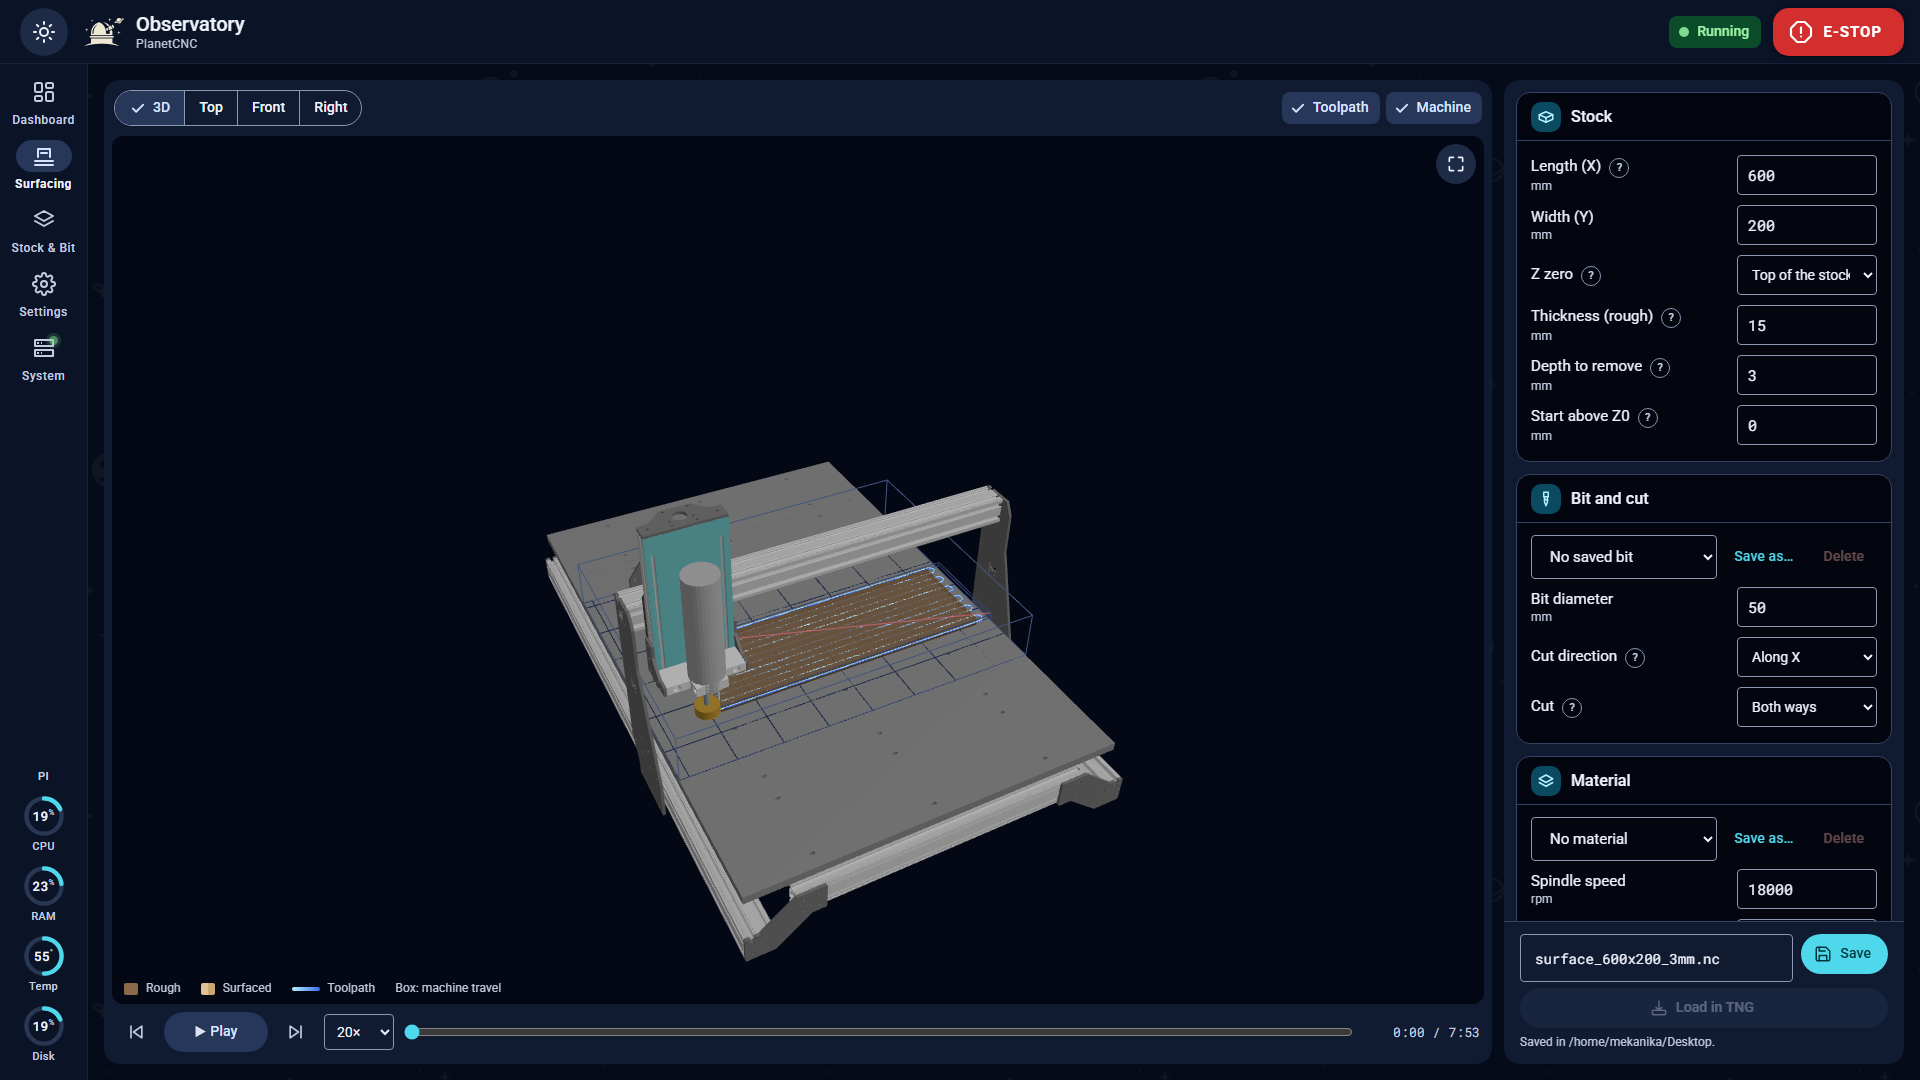 Observatory
PlanetCNC
Running
E-STOP
Dashboard
Surfacing
Stock & Bit
Settings
System
PI
19%
CPU
23%
RAM
55°
Temp
19%
Disk
3D
Top
Front
Right
Toolpath
Machine
Rough
Surfaced
Toolpath
Box: machine travel
Play
20×
0:00 / 7:53
Stock
Length (X) ?
mm
600
Width (Y)
mm
200
Z zero ?
Top of the stock
Thickness (rough) ?
mm
15
Depth to remove ?
mm
3
Start above Z0 ?
mm
0
Bit and cut
No saved bit
Save as...
Delete
Bit diameter
mm
50
Cut direction ?
Along X
Cut ?
Both ways
Material
No material
Save as...
Delete
Spindle speed
rpm
18000
surface_600x200_3mm.nc
Save
Load in TNG
Saved in /home/mekanika/Desktop.